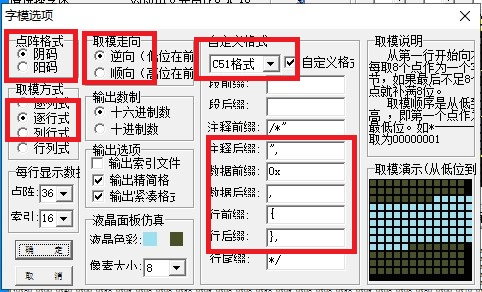 字模选项
点阵格式
阴码
阳码
取模方式
逐列式
逐行式
列行式
行列式
每行显示数据
点阵: 36
索引: 16
确 定
取 消
取模走向
逆向(低位在前
顺向(高位在前
输出数制
十六进制数
十进制数
输出选项
输出索引文件
输出精简格
输出紧凑格式
液晶面板仿真
液晶色彩:
像素大小: 8
自定义格式
C51格式
自定义格式
段前缀:
段后缀:
注释前缀: /*"
注释后缀: ",
数据前缀: 0x
数据后缀: ,
行前缀: {
行后缀: },
行尾缀: */
取模说明
从第一行开始向
每取8个点作为一个字
节,如果最后不足8
点就补满8位。
取模顺序是从低到
高,即第一个点作为
最低位。如*
取为00000001
取模演示(从低位到